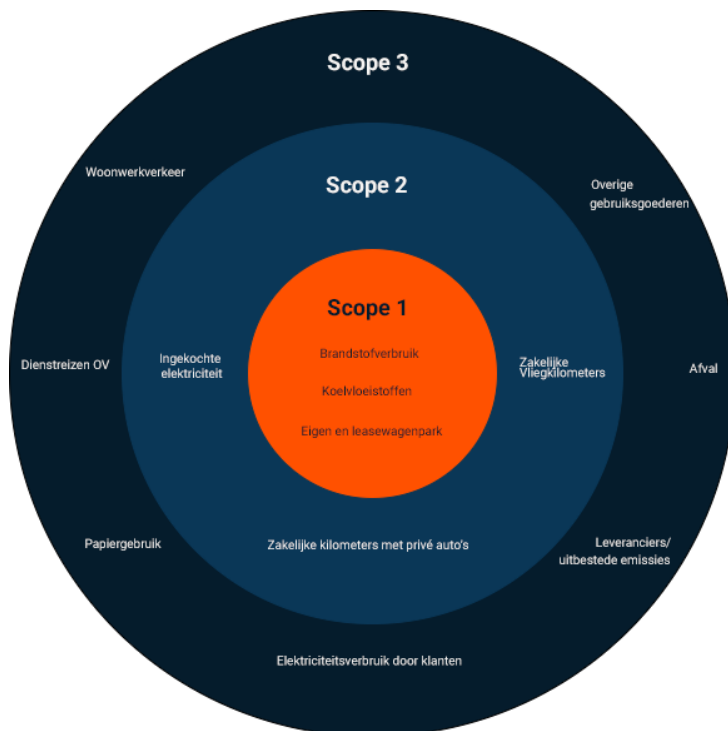 Scope 3
Woonwerkverkeer
Scope 2
Overige
gebruiksgoederen
Scope 1
Brandstofverbruik
Ingekochte
elektriciteit
Dienstreizen OV
Zakelijke
Vliegkilometers
Afval
Koelvloeistoffen
Eigen en leasewagenpark
Papiergebruik
Zakelijke kilometers met privé auto's
Leveranciers/
uitbestede emissies
Elektriciteitsverbruik door klanten